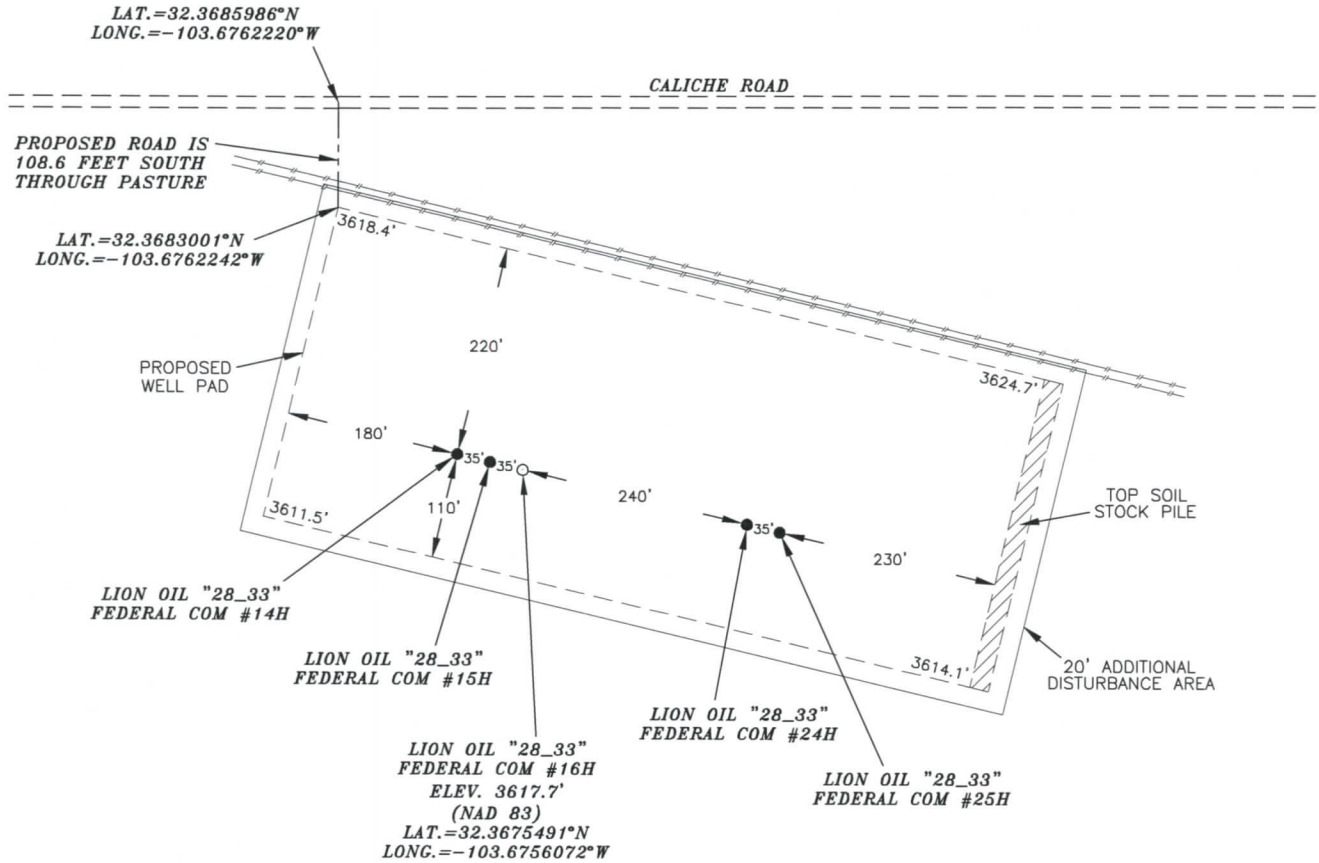 LAT.=32.3685986°N
LONG.=-103.6762220°W
CALICHE ROAD
PROPOSED ROAD IS
108.6 FEET SOUTH
THROUGH PASTURE
LAT.=32.3683001°N
LONG.=-103.6762242°W
3618.4'
220'
PROPOSED
WELL PAD
3624.7'
180'
35'
35'
240'
110'
35'
230'
TOP SOIL
STOCK PILE
3611.5'
3614.1'
20' ADDITIONAL
DISTURBANCE AREA
LION OIL "28_33"
FEDERAL COM #14H
LION OIL "28_33"
FEDERAL COM #15H
LION OIL "28_33"
FEDERAL COM #16H
ELEV. 3617.7'
(NAD 83)
LAT.=32.3675491°N
LONG.=-103.6756072°W
LION OIL "28_33"
FEDERAL COM #24H
LION OIL "28_33"
FEDERAL COM #25H